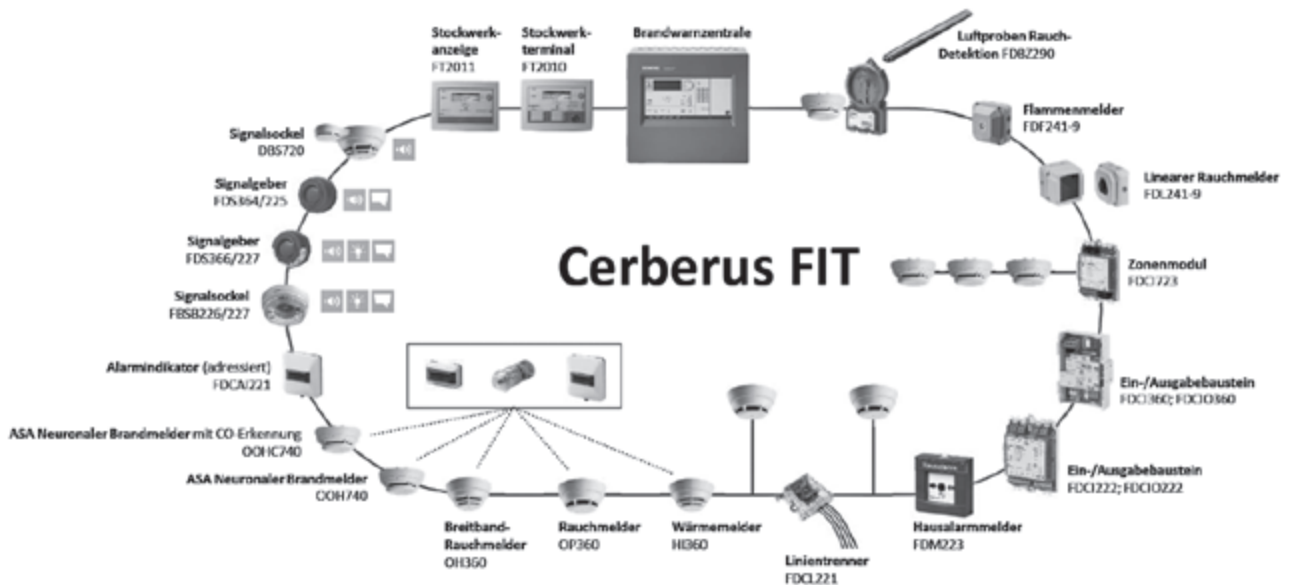 Stockwerk-
anzeige
FT2011
Stockwerk-
terminal
FT2010
Brandwarnzentrale
Luftproben Rauch-
Detektion FDBZ290
Flammenmelder
FDF241-9
Linearer Rauchmelder
FDL241-9
Zonenmodul
FDCI723
Ein-/Ausgabebaustein
FDCI360; FDCIO360
Ein-/Ausgabebaustein
FDCI222; FDCIO222
Hausalarmmelder
FDM223
Linientrenner
FDCL221
Wärmemelder
HI360
Rauchmelder
OP360
Breitband-
Rauchmelder
OH360
ASA Neuronaler Brandmelder
OOH740
ASA Neuronaler Brandmelder mit CO-Erkennung
OOHC740
Alarmindikator (adressiert)
FDCAI221
Signalsockel
FBSB226/227
Signalgeber
FDS366/227
Signalgeber
FDS364/225
Signalsockel
DBS720
Cerberus FIT